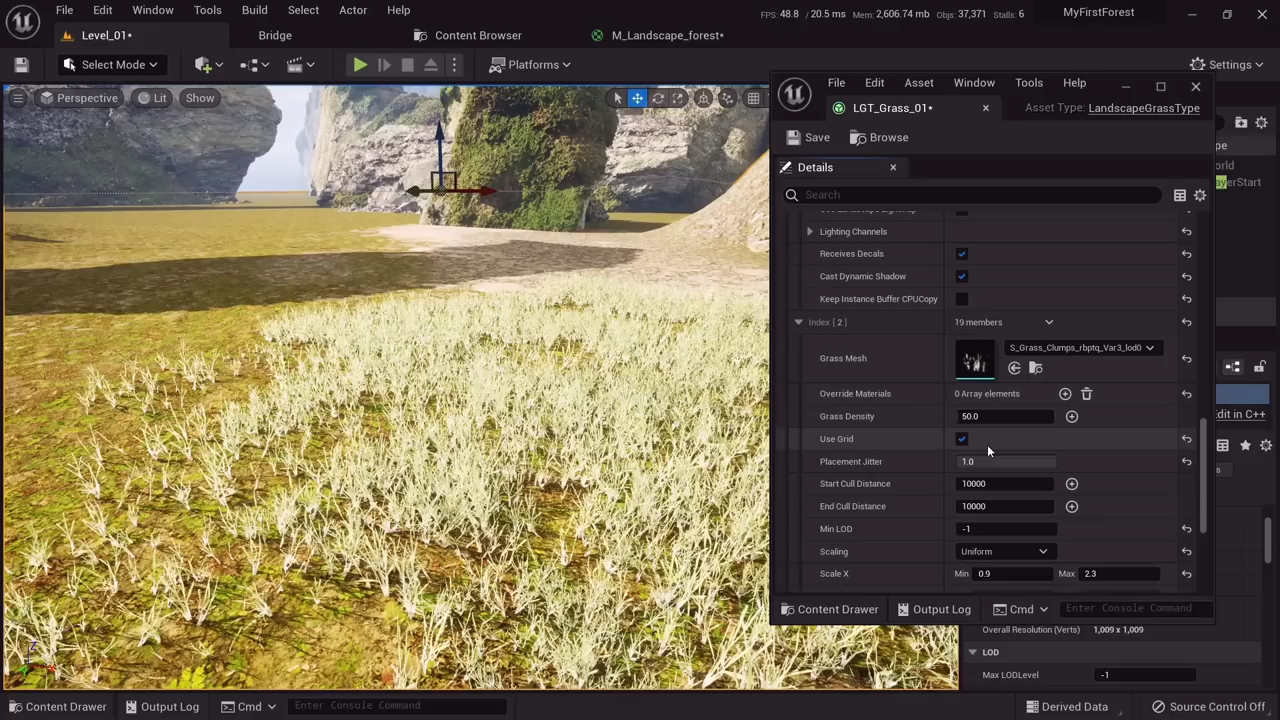 File Edit Window Tools Build Select Actor Help
FPS: 48.8 / 20.5 ms Mem: 2,606.74 mb Objs: 37,371 Stalls: 6
MyFirstForest
Level_01*
Bridge
Content Browser
M_Landscape_forest*
Select Mode
Platforms
Settings
Perspective
Lit
Show
File Edit Asset Window Tools Help
LGT_Grass_01*
Asset Type: LandscapeGrassType
Save
Browse
Details
Search
Lighting Channels
Receives Decals
Cast Dynamic Shadow
Keep Instance Buffer CPUCopy
Index [ 2 ] 19 members
Grass Mesh S_Grass_Clumps_rbptq_Var3_lod0
Override Materials 0 Array elements
Grass Density 50.0
Use Grid
Placement Jitter 1.0
Start Cull Distance 10000
End Cull Distance 10000
Min LOD -1
Scaling Uniform
Scale X Min 0.9 Max 2.3
Content Drawer
Output Log
Cmd
Enter Console Command
pe
rld
ayerStart
Edit in C++
s
Overall Resolution (Verts) 1,009 x 1,009
LOD
Max LODLevel -1
Content Drawer
Output Log
Cmd
Enter Console Command
Derived Data
Source Control Off